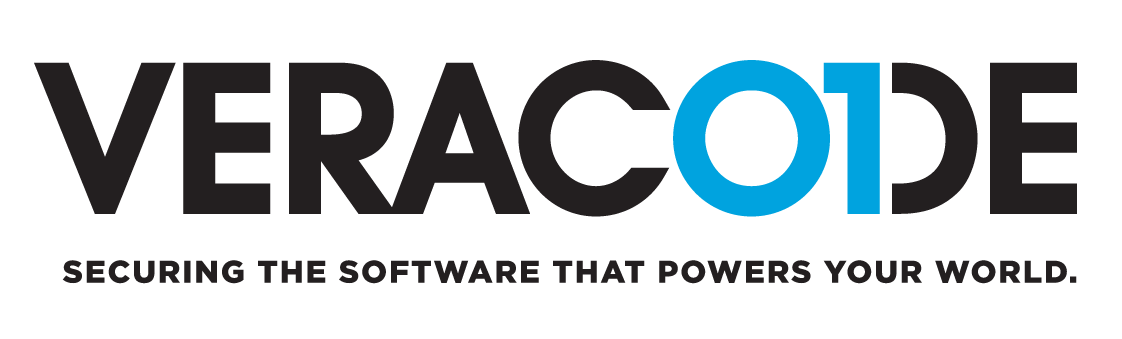 VERACODE
SECURING THE SOFTWARE THAT POWERS YOUR WORLD.